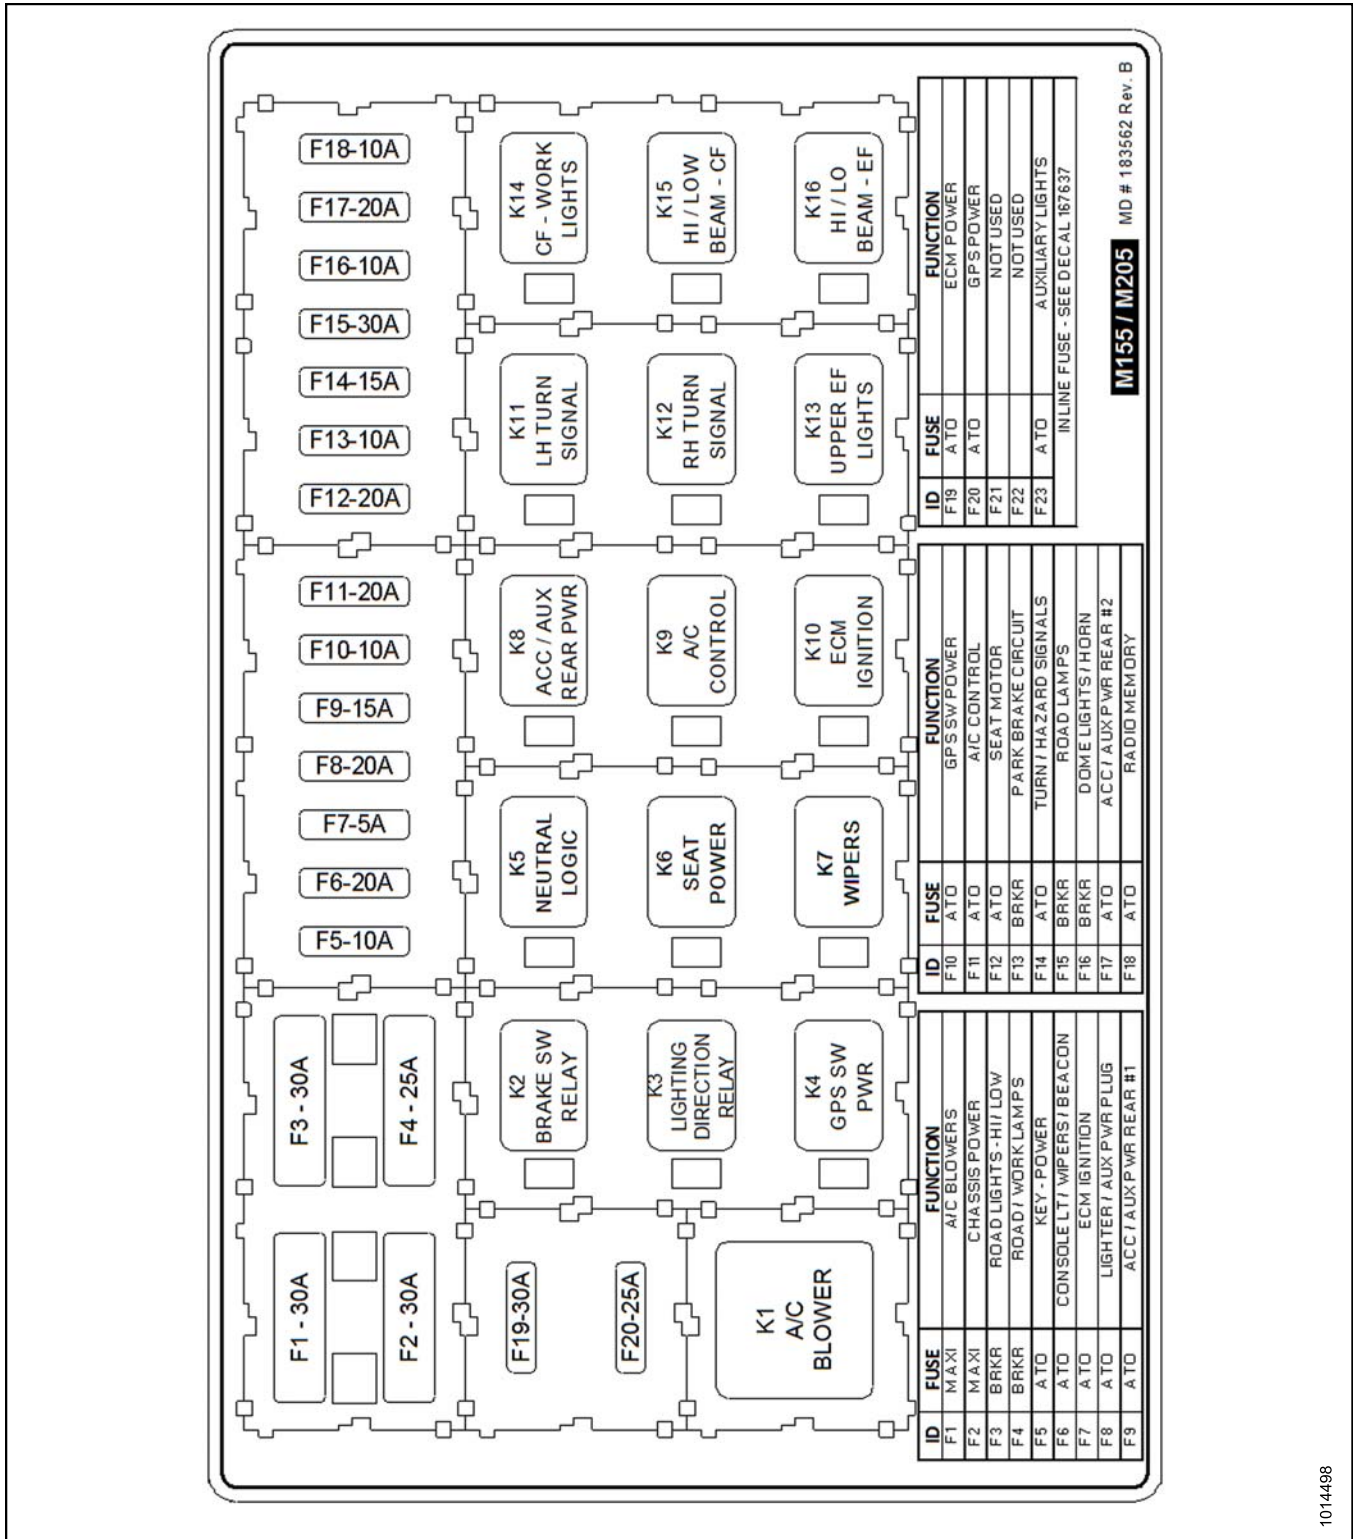 F18-10A
F17-20A
F16-10A
F15-30A
F14-15A
F13-10A
F12-20A
F11-20A
F10-10A
F9-15A
F8-20A
F7-5A
F6-20A
F5-10A
F3 - 30A
F4 - 25A
F1 - 30A
F2 - 30A
F19-30A
F20-25A
K1
A/C
BLOWER
K2
BRAKE SW
RELAY
K3
LIGHTING
DIRECTION
RELAY
K4
GPS SW
PWR
K5
NEUTRAL
LOGIC
K6
SEAT
POWER
K7
WIPERS
K8
ACC / AUX
REAR PWR
K9
A/C
CONTROL
K10
ECM
IGNITION
K11
LH TURN
SIGNAL
K12
RH TURN
SIGNAL
K13
UPPER EF
LIGHTS
K14
CF - WORK
LIGHTS
K15
HI / LOW
BEAM - CF
K16
HI / LO
BEAM - EF
ID FUSE FUNCTION
F1 MAXI A/C BLOWERS
F2 MAXI CHASSIS POWER
F3 BRKR ROAD LIGHTS - HI / LOW
F4 BRKR ROAD / WORK LAMPS
F5 ATO KEY - POWER
F6 ATO CONSOLE LT / WIPERS / BEACON
F7 ATO ECM IGNITION
F8 ATO LIGHTER / AUX PWR PLUG
F9 ATO ACC / AUX PWR REAR #1
ID FUSE FUNCTION
F10 ATO GPS SW POWER
F11 ATO A/C CONTROL
F12 ATO SEAT MOTOR
F13 BRKR PARK BRAKE CIRCUIT
F14 ATO TURN / HAZARD SIGNALS
F15 BRKR ROAD LAMPS
F16 BRKR DOME LIGHTS / HORN
F17 ATO ACC / AUX PWR REAR #2
F18 ATO RADIO MEMORY
ID FUSE FUNCTION
F19 ATO ECM POWER
F20 ATO GPS POWER
F21 NOT USED
F22 NOT USED
F23 ATO AUXILIARY LIGHTS
INLINE FUSE - SEE DECAL 167637
M155 / M205 MD # 183562 Rev. B
1014498